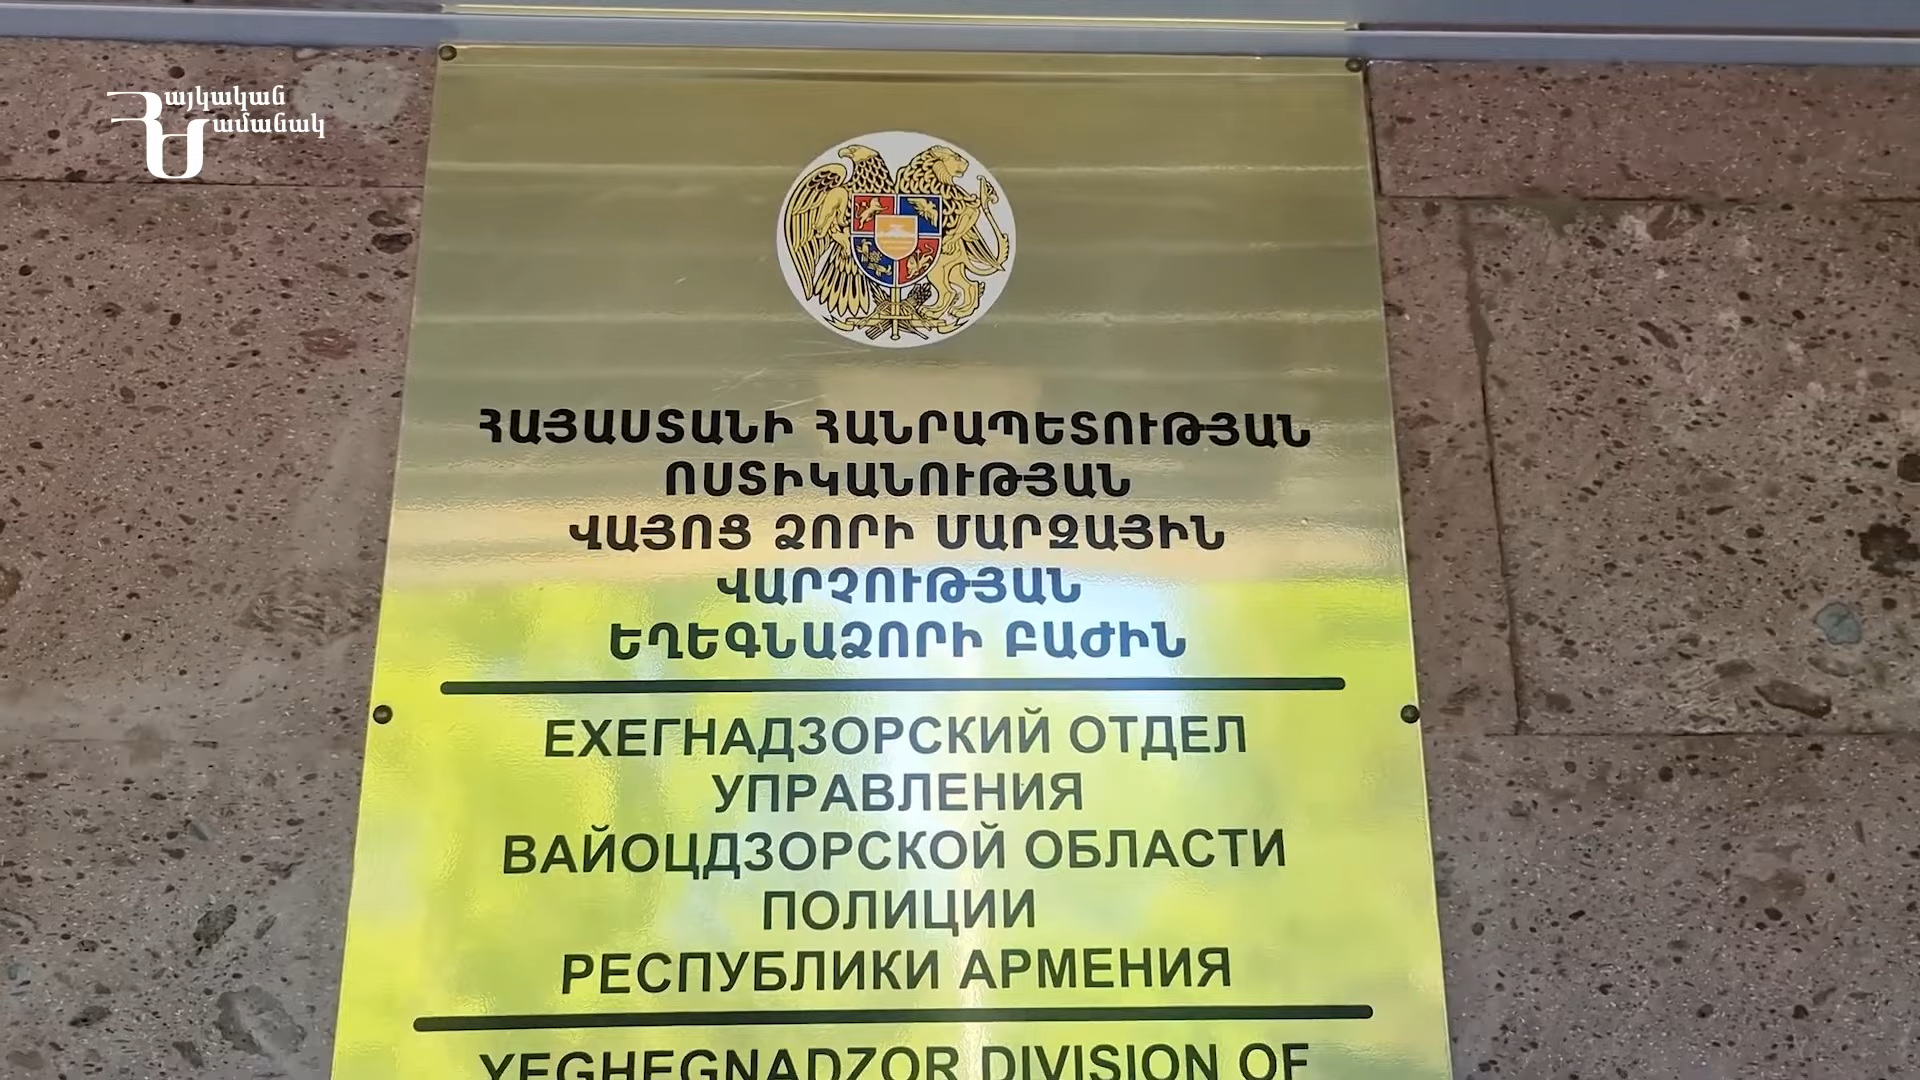 Հայկական
Ժամանակ
ՀԱՅԱՍՏԱՆԻ ՀԱՆՐԱՊԵՏՈՒԹՅԱՆ
ՈՍՏԻԿԱՆՈՒԹՅԱՆ
ՎԱՅՈՑ ՁՈՐԻ ՄԱՐԶԱՅԻՆ
ՎԱՐՉՈՒԹՅԱՆ
ԵՂԵԳՆԱՁՈՐԻ ԲԱԺԻՆ
ЕХЕГНАДЗОРСКИЙ ОТДЕЛ
УПРАВЛЕНИЯ
ВАЙОЦДЗОРСКОЙ ОБЛАСТИ
ПОЛИЦИИ
РЕСПУБЛИКИ АРМЕНИЯ
YEGHEGNADZOR DIVISION OF